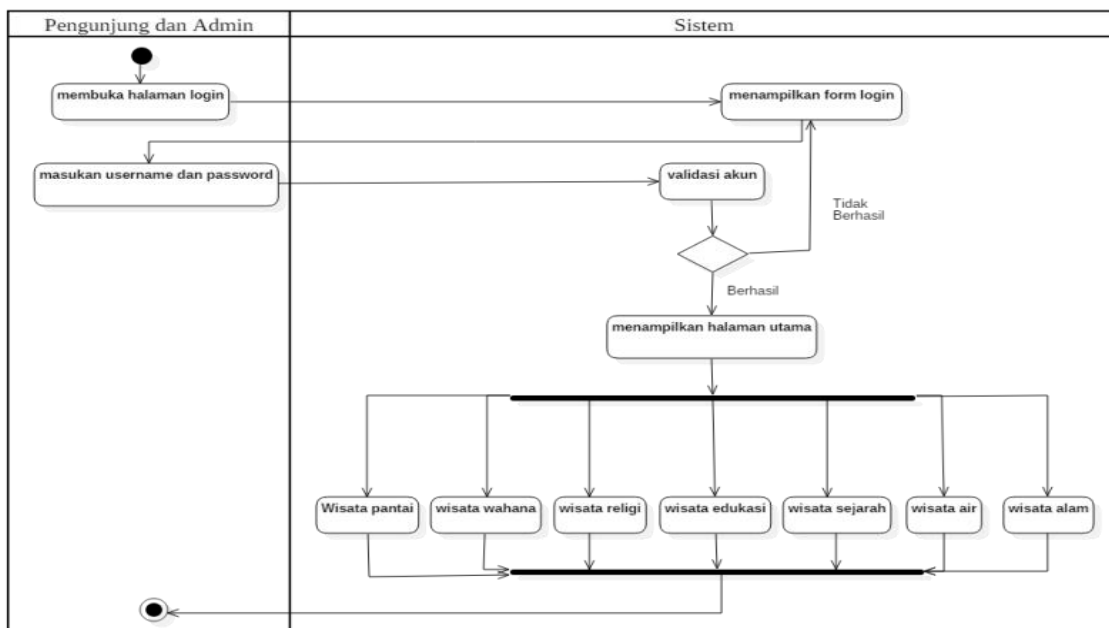 Pengunjung dan Admin
Sistem
membuka halaman login
menampilkan form login
masukan username dan password
validasi akun
Tidak
Berhasil
Berhasil
menampilkan halaman utama
Wisata pantai
wisata wahana
wisata religi
wisata edukasi
wisata sejarah
wisata air
wisata alam